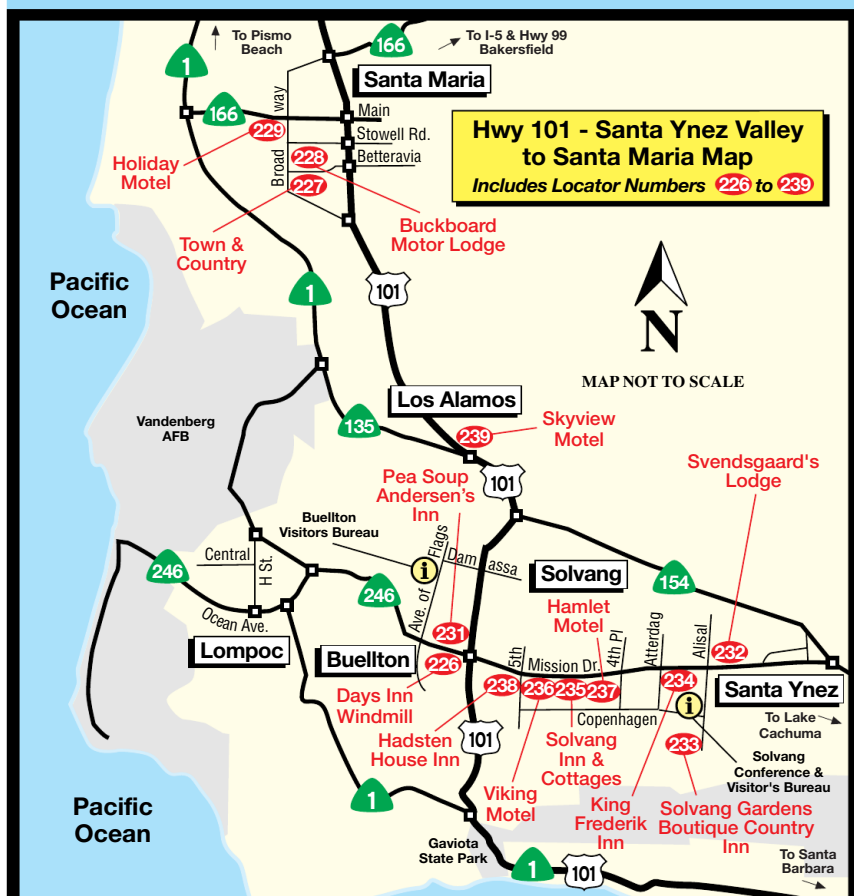 To Pismo
Beach
166
To I-5 & Hwy 99
Bakersfield
1
Santa Maria
166
way
Main
229
Stowell Rd.
Holiday
Motel
228
Betteravia
Broad
227
Hwy 101 - Santa Ynez Valley
to Santa Maria Map
Includes Locator Numbers 226 to 239
Buckboard
Motor Lodge
Town &
Country
Pacific
Ocean
1
101
N
MAP NOT TO SCALE
Los Alamos
Vandenberg
AFB
135
239
Skyview
Motel
101
Pea Soup
Andersen's
Inn
Svendsgaard's
Lodge
Buellton
Visitors Bureau
Flags
Ave. of
i
Dam assa
Central
H St.
246
246
Solvang
154
Hamlet
Motel
Ocean Ave.
Lompoc
Buellton
231
226
5th
Mission Dr.
4th Pl
Atterdag
Alisal
232
Santa Ynez
Days Inn
Windmill
238
236
235
237
234
Copenhagen
i
To Lake
Cachuma
Hadsten
House Inn
101
Solvang
Inn &
Cottages
233
Solvang
Conference &
Visitor's Bureau
Viking
Motel
King
Frederik
Inn
Solvang Gardens
Boutique Country
Inn
1
Pacific
Ocean
Gaviota
State Park
1
101
To Santa
Barbara